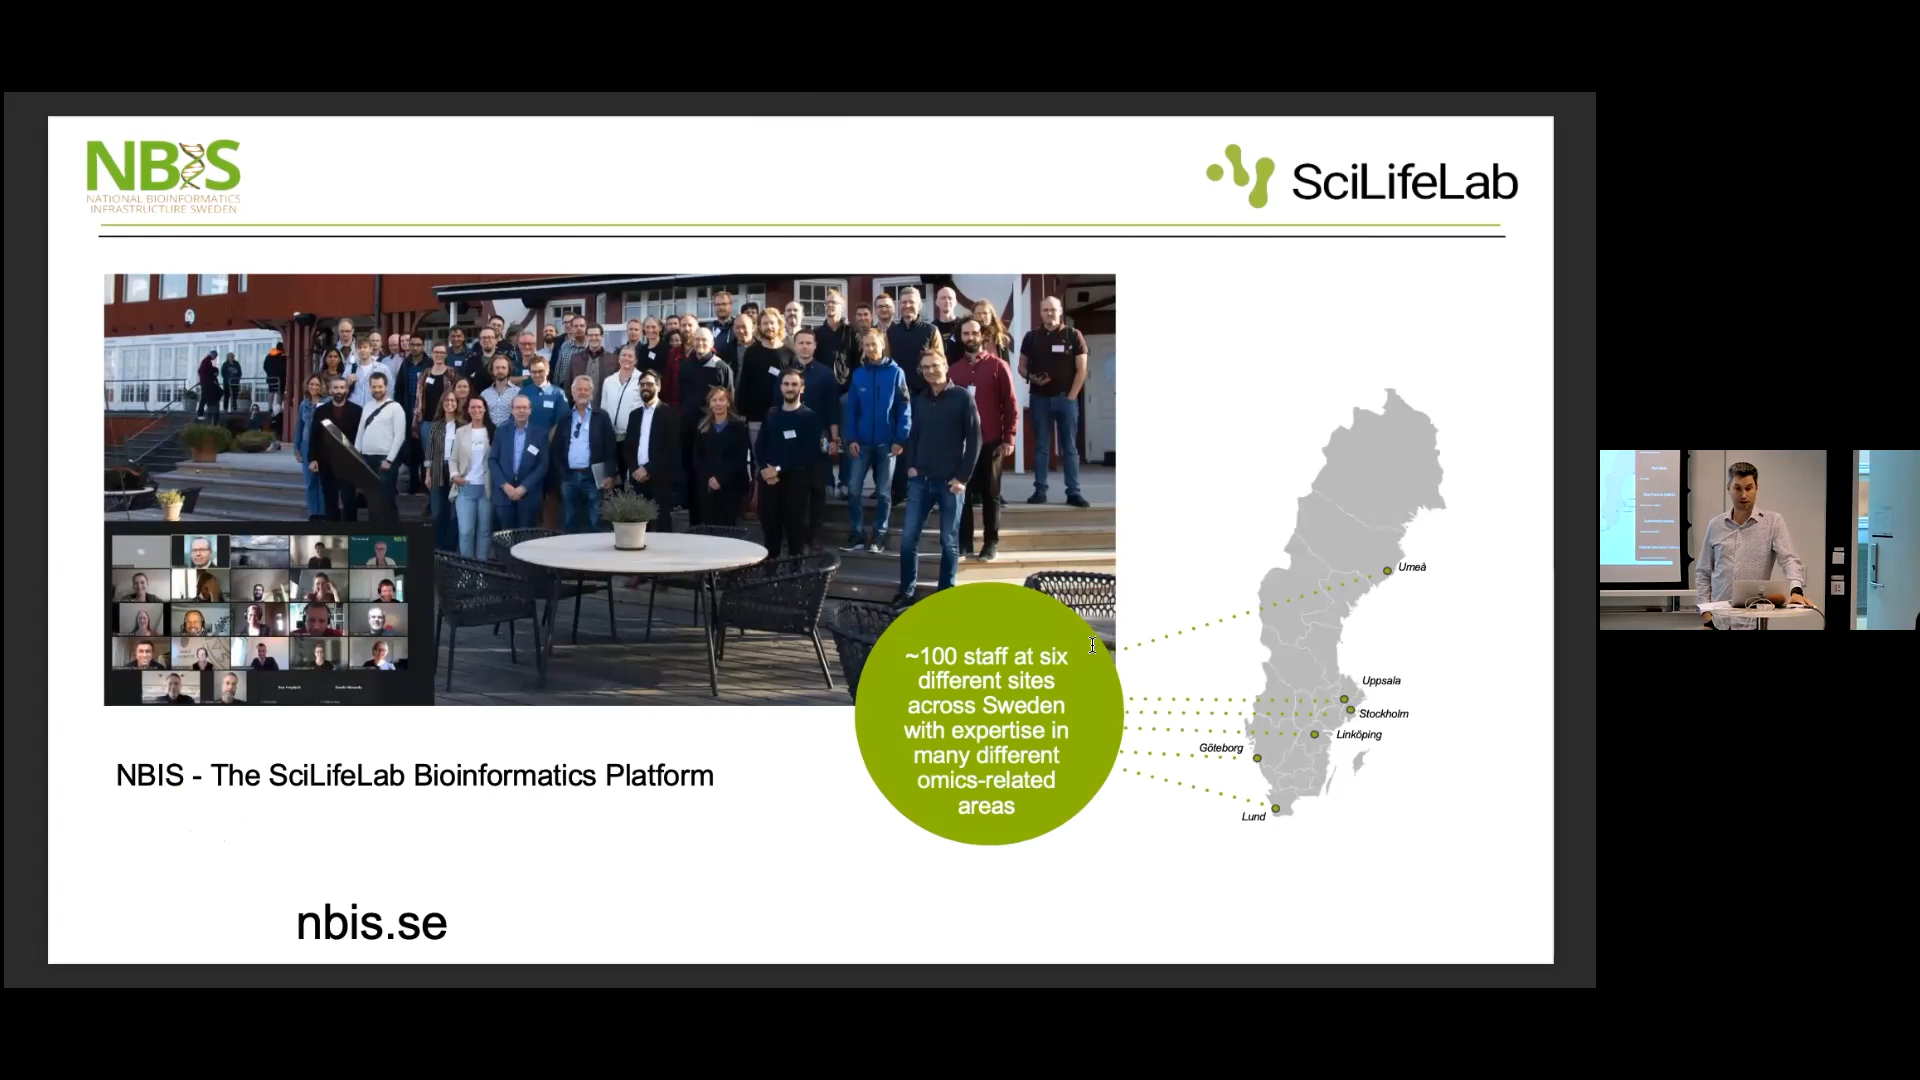 NBIS
NATIONAL BIOINFORMATICS
INFRASTRUCTURE SWEDEN
SciLifeLab
~100 staff at six
different sites
across Sweden
with expertise in
many different
omics-related
areas
Umeå
Uppsala
Stockholm
Linköping
Göteborg
Lund
NBIS - The SciLifeLab Bioinformatics Platform
nbis.se